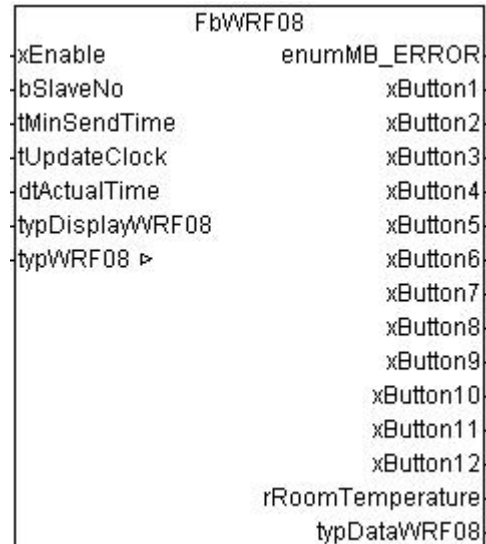 FbWRF08
xEnable enumMB_ERROR
bSlaveNo xButton1
tMinSendTime xButton2
tUpdateClock xButton3
dtActualTime xButton4
typDisplayWRF08 xButton5
typWRF08 ▹ xButton6
xButton7
xButton8
xButton9
xButton10
xButton11
xButton12
rRoomTemperature
typDataWRF08